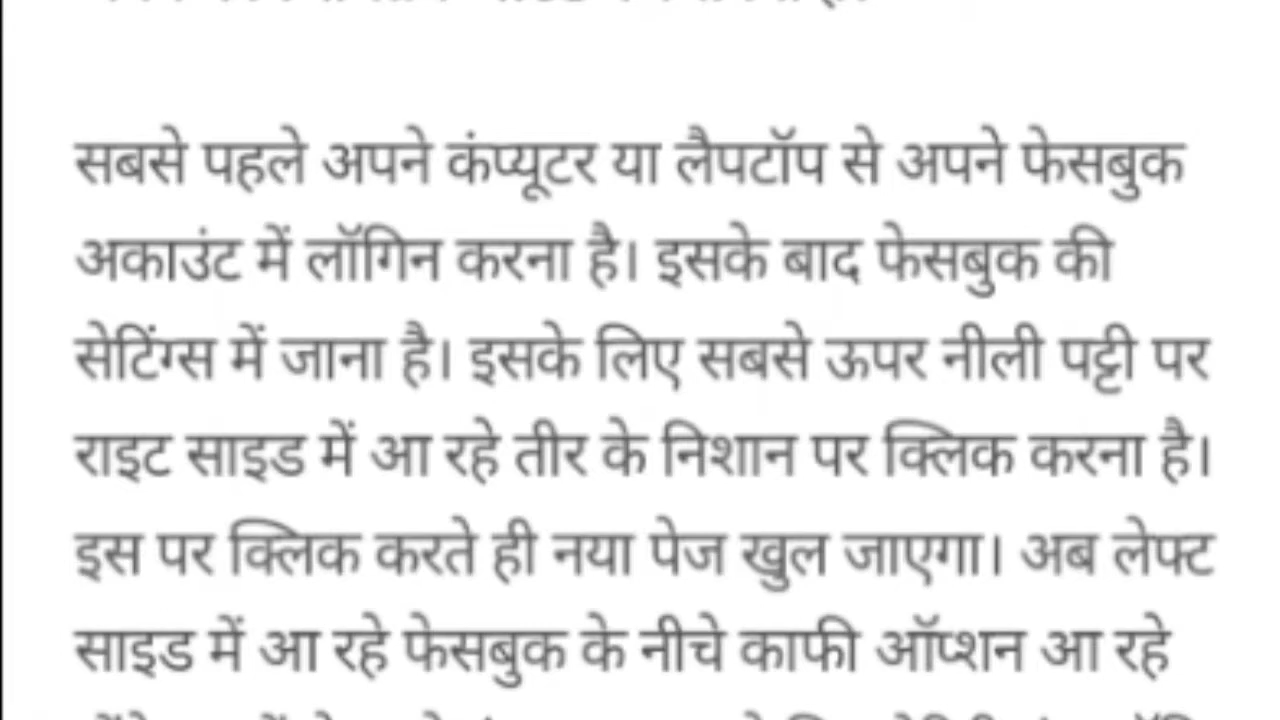 सबसे पहले अपने कंप्यूटर या लैपटॉप से अपने फेसबुक
अकाउंट में लॉगिन करना है। इसके बाद फेसबुक की
सेटिंग्स में जाना है। इसके लिए सबसे ऊपर नीली पट्टी पर
राइट साइड में आ रहे तीर के निशान पर क्लिक करना है।
इस पर क्लिक करते ही नया पेज खुल जाएगा। अब लेफ्ट
साइड में आ रहे फेसबुक के नीचे काफी ऑप्शन आ रहे